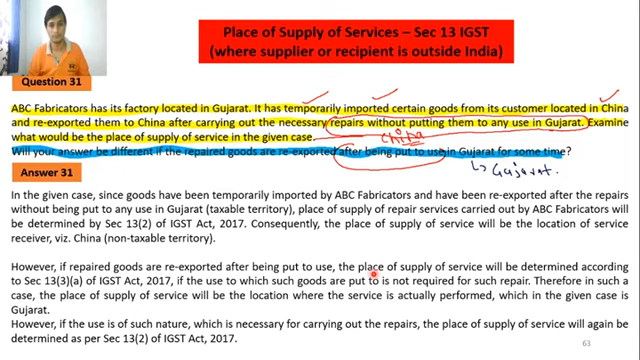 Place of Supply of Services – Sec 13 IGST
(where supplier or recipient is outside India)
Question 31
ABC Fabricators has its factory located in Gujarat. It has temporarily imported certain goods from its customer located in China
and re-exported them to China after carrying out the necessary repairs without putting them to any use in Gujarat. Examine
what would be the place of supply of service in the given case.
China
Will your answer be different if the repaired goods are re-exported after being put to use in Gujarat for some time?
↳ Gujarat.
Answer 31
In the given case, since goods have been temporarily imported by ABC Fabricators and have been re-exported after the repairs
without being put to any use in Gujarat (taxable territory), place of supply of repair services carried out by ABC Fabricators will
be determined by Sec 13(2) of IGST Act, 2017. Consequently, the place of supply of service will be the location of service
receiver, viz. China (non-taxable territory).
However, if repaired goods are re-exported after being put to use, the place of supply of service will be determined according
to Sec 13(3)(a) of IGST Act, 2017, if the use to which such goods are put to is not required for such repair. Therefore in such a
case, the place of supply of service will be the location where the service is actually performed, which in the given case is
Gujarat.
However, if the use is of such nature, which is necessary for carrying out the repairs, the place of supply of service will again be
determined as per Sec 13(2) of IGST Act, 2017.
63